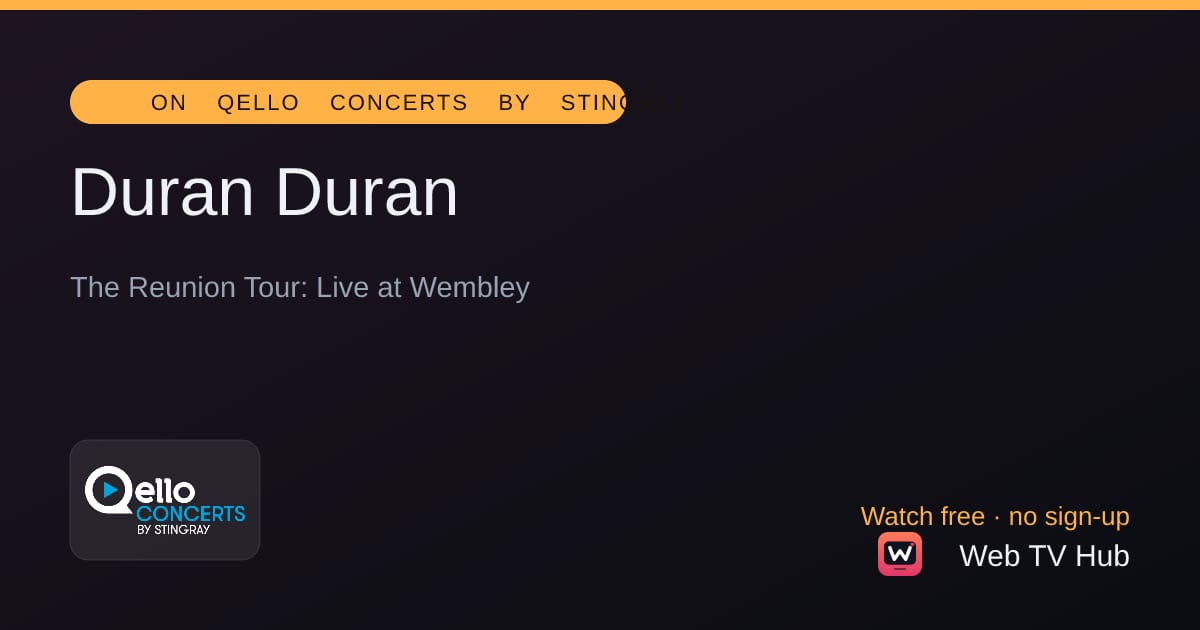 ON QELLO CONCERTS BY STINGRAY
Duran Duran
The Reunion Tour: Live at Wembley
Qello
CONCERTS
BY STINGRAY
Watch free · no sign-up
W Web TV Hub